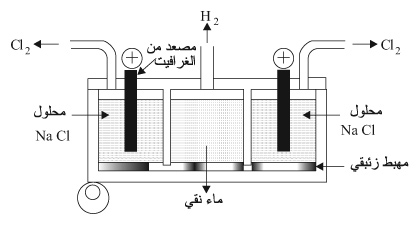 H₂
Cl₂
مصعد من
الغرافيت
Cl₂
+
+
محلول
Na Cl
محلول
Na Cl
مهبط زئبقي
ماء نقي